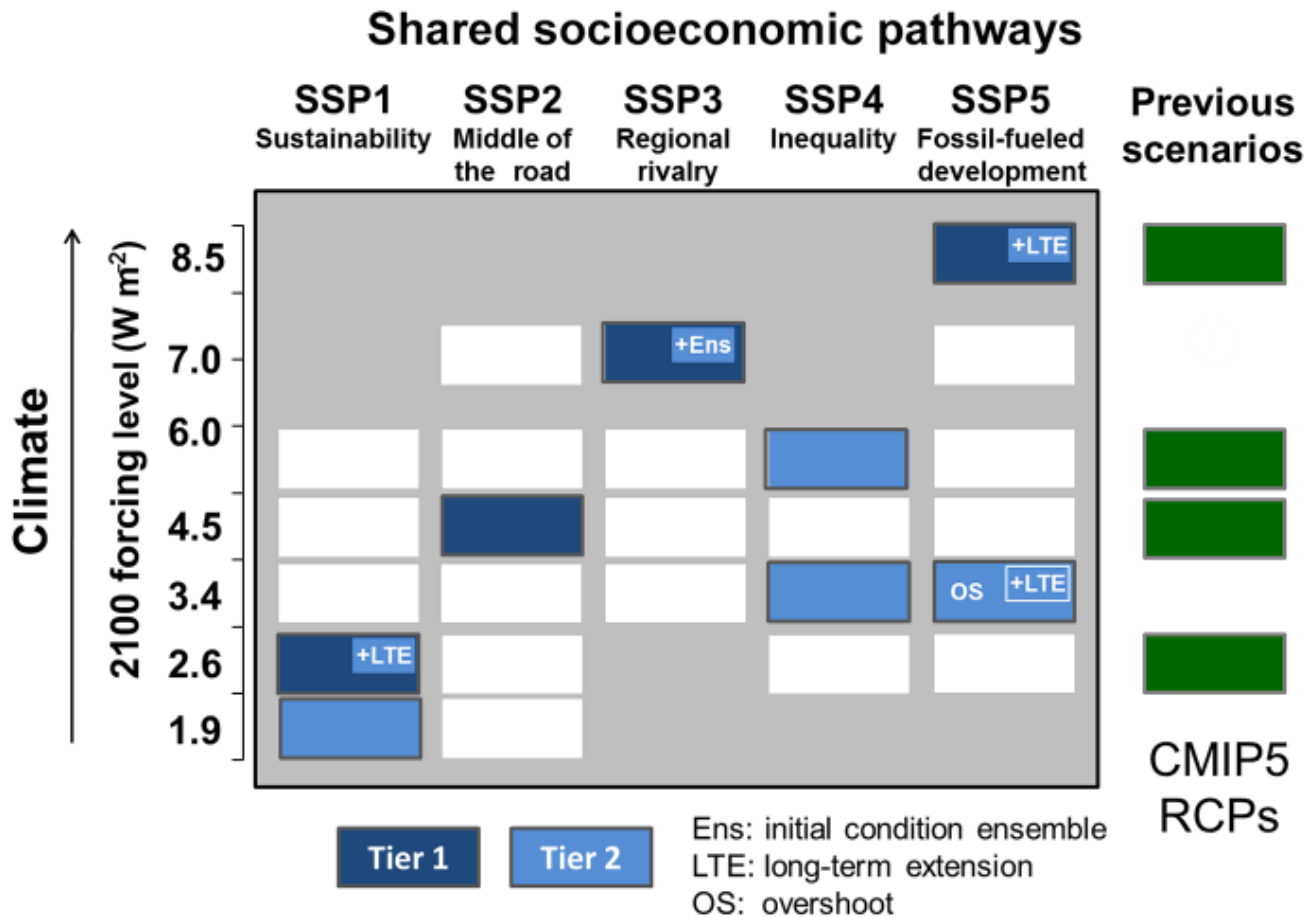 Shared socioeconomic pathways
SSP1
Sustainability
SSP2
Middle of
the road
SSP3
Regional
rivalry
SSP4
Inequality
SSP5
Fossil-fueled
development
Previous
scenarios
Climate
2100 forcing level (W m-2)
8.5
+LTE
7.0
+Ens
6.0
4.5
3.4
OS
+LTE
2.6
+LTE
1.9
CMIP5
RCPs
Tier 1
Tier 2
Ens: initial condition ensemble
LTE: long-term extension
OS: overshoot